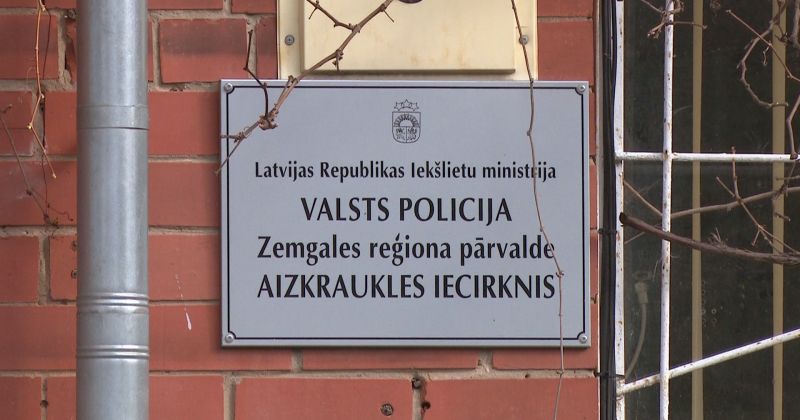 Latvijas Republikas Iekšlietu ministrija
VALSTS POLICIJA
Zemgales reģiona pārvalde
AIZKRAUKLES IECIRKNIS